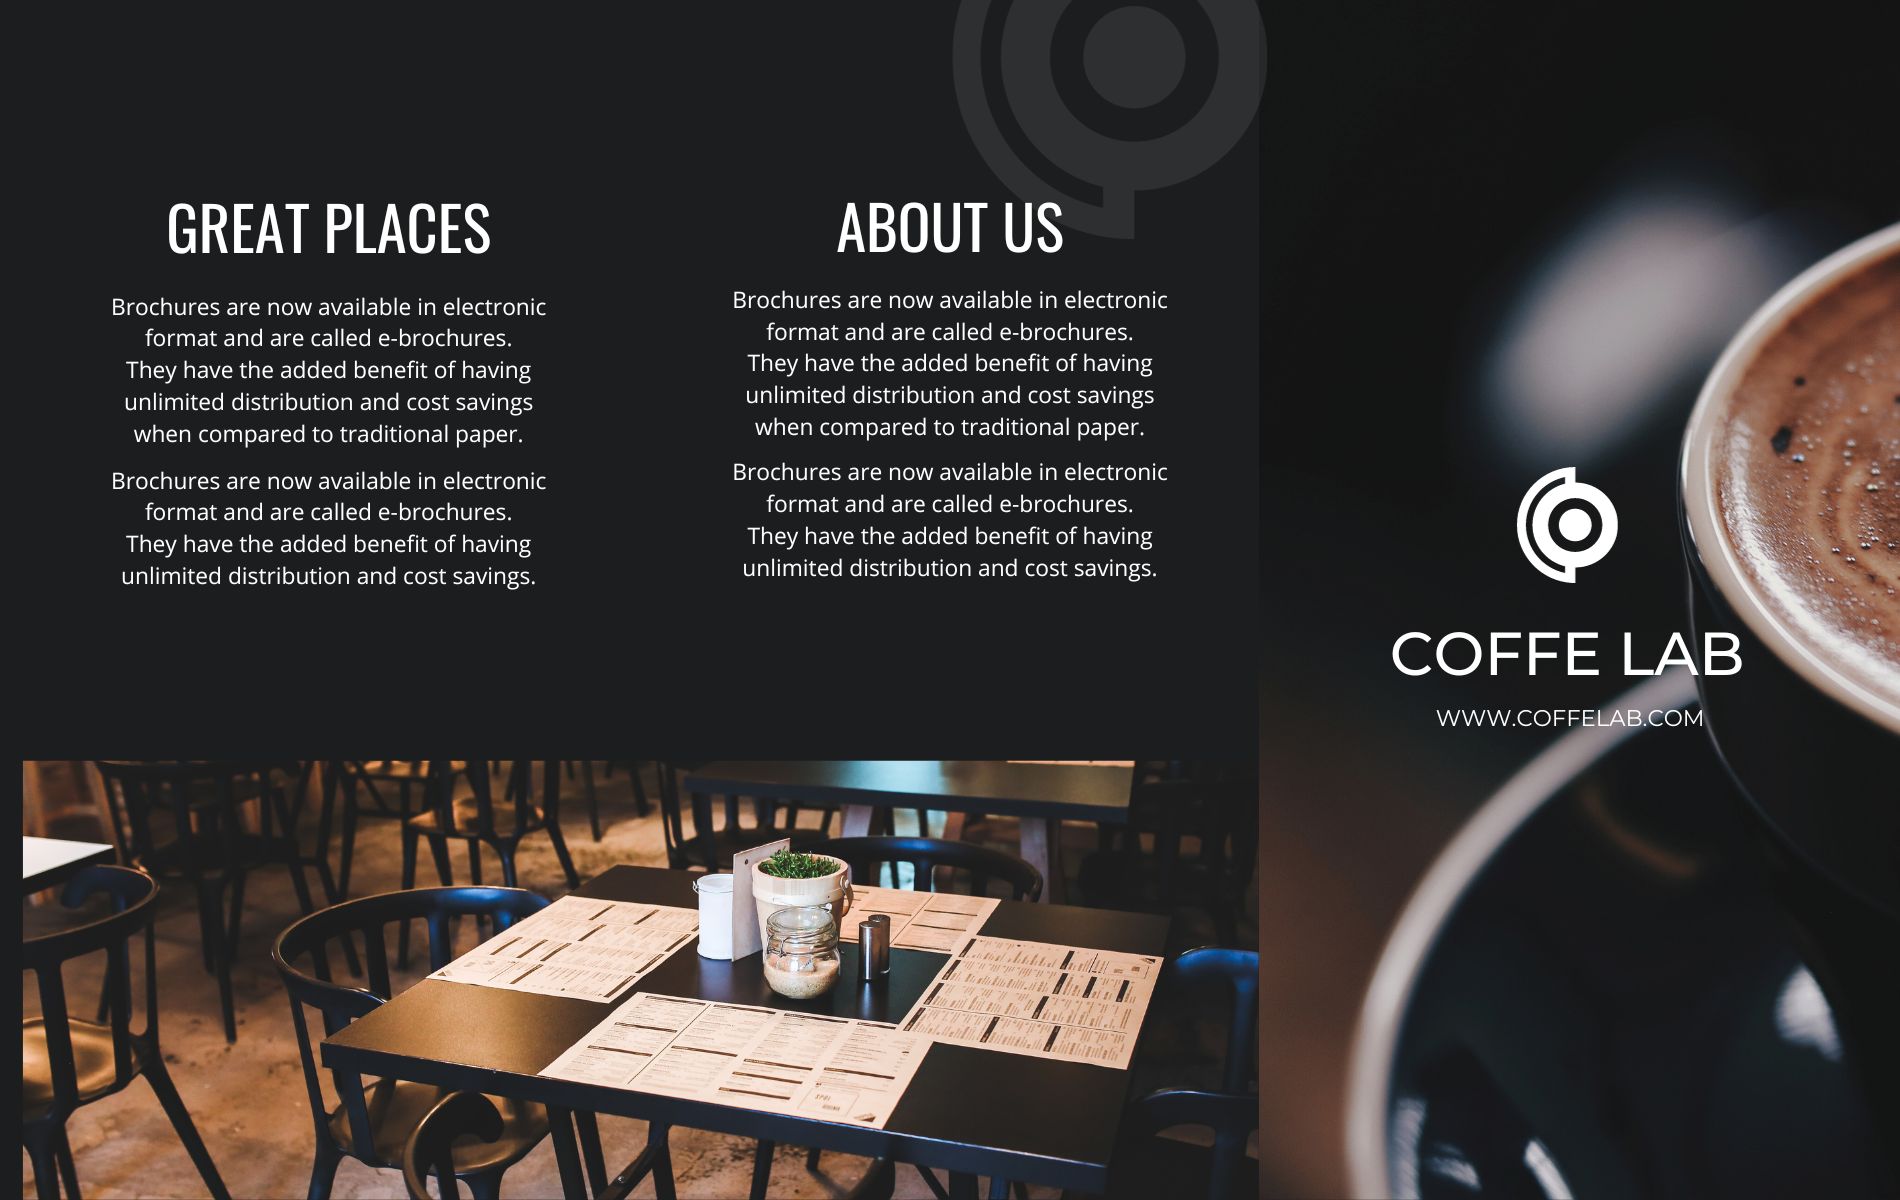 GREAT PLACES
Brochures are now available in electronic
format and are called e-brochures.
They have the added benefit of having
unlimited distribution and cost savings
when compared to traditional paper.
Brochures are now available in electronic
format and are called e-brochures.
They have the added benefit of having
unlimited distribution and cost savings.
ABOUT US
Brochures are now available in electronic
format and are called e-brochures.
They have the added benefit of having
unlimited distribution and cost savings
when compared to traditional paper.
Brochures are now available in electronic
format and are called e-brochures.
They have the added benefit of having
unlimited distribution and cost savings.
COFFE LAB
WWW.COFFELAB.COM